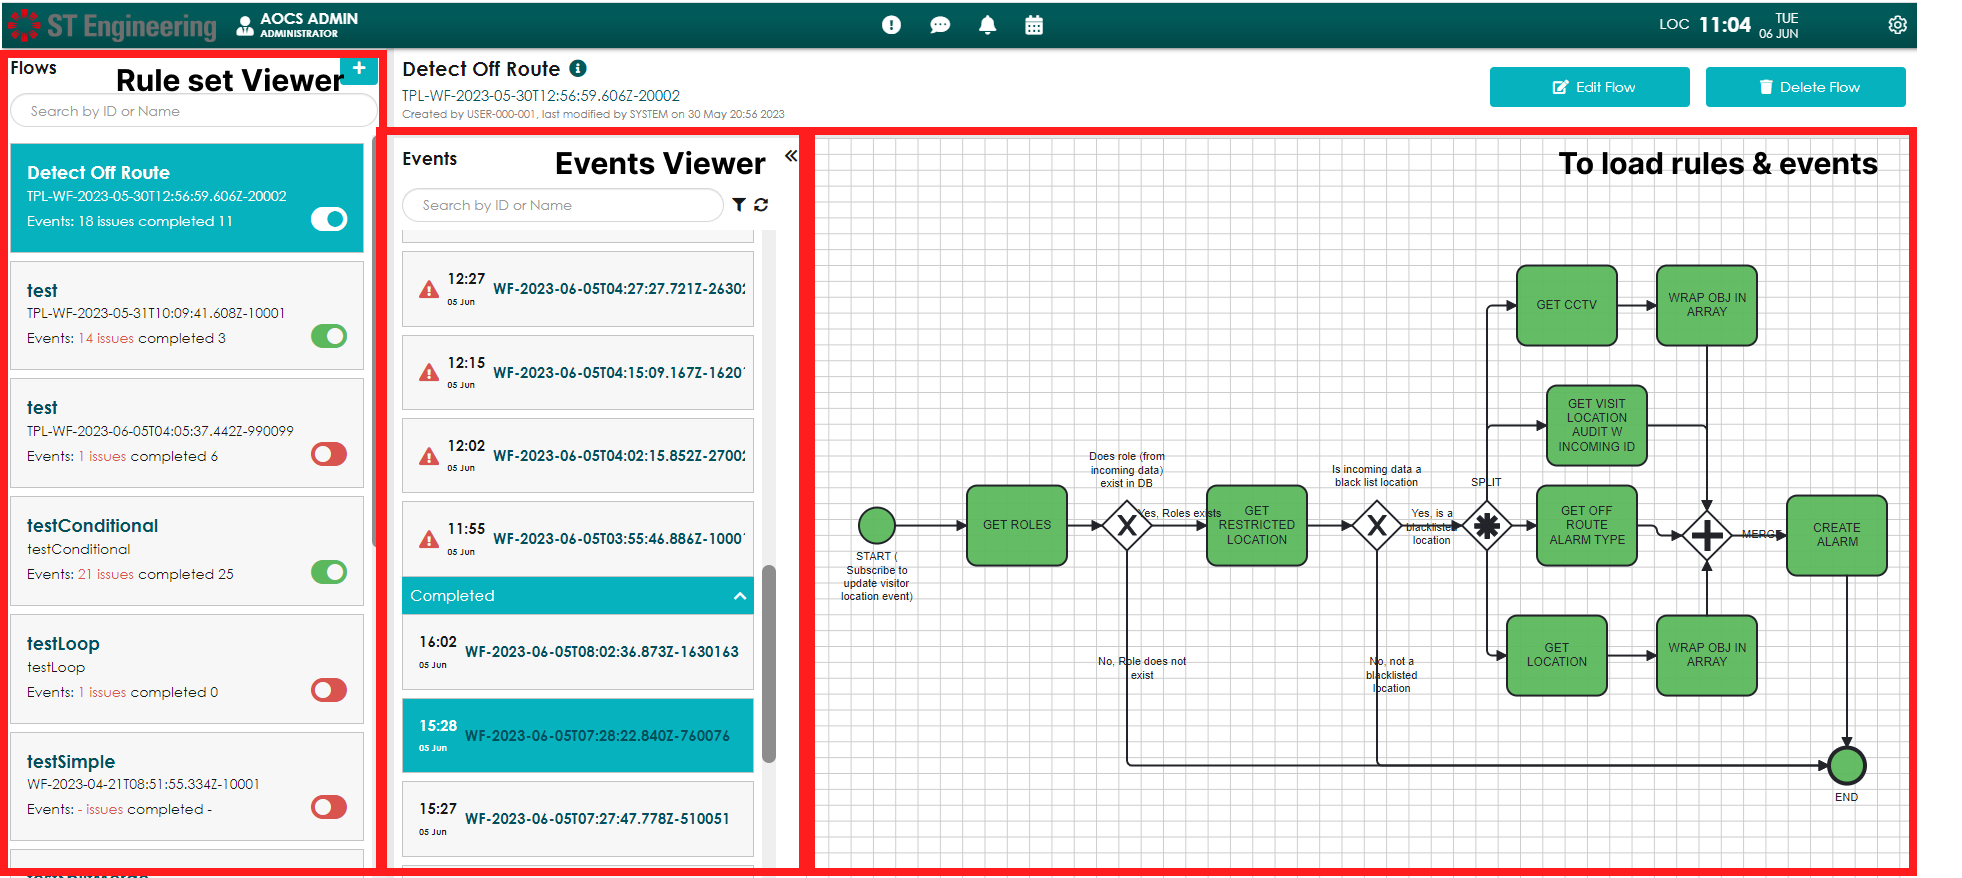 ST Engineering
AOCS ADMIN
ADMINISTRATOR
LOC 11:04 TUE
06 JUN
Flows
Rule set Viewer
+
Search by ID or Name
Detect Off Route
TPL-WF-2023-05-30T12:56:59.606Z-20002
Events: 18 issues completed 11
test
TPL-WF-2023-05-31T10:09:41.608Z-10001
Events: 14 issues completed 3
test
TPL-WF-2023-06-05T04:05:37.442Z-990099
Events: 1 issues completed 6
testConditional
testConditional
Events: 21 issues completed 25
testLoop
testLoop
Events: 1 issues completed 0
testSimple
WF-2023-04-21T08:51:55.334Z-10001
Events: - issues completed -
Detect Off Route
TPL-WF-2023-05-30T12:56:59.606Z-20002
Created by USER-000-001, last modified by SYSTEM on 30 May 20:56 2023
Edit Flow
Delete Flow
Events
Events Viewer
Search by ID or Name
12:27
05 Jun
WF-2023-06-05T04:27:27.721Z-2630
12:15
05 Jun
WF-2023-06-05T04:15:09.167Z-1620
12:02
05 Jun
WF-2023-06-05T04:02:15.852Z-2700
11:55
05 Jun
WF-2023-06-05T03:55:46.886Z-1000
Completed
16:02
05 Jun
WF-2023-06-05T08:02:36.873Z-1630163
15:28
05 Jun
WF-2023-06-05T07:28:22.840Z-760076
15:27
05 Jun
WF-2023-06-05T07:27:47.778Z-510051
To load rules & events
START (
Subscribe to
update visitor
location event)
GET ROLES
Does role (from
incoming data)
exist in DB
Yes, Roles exists
No, Role does not
exist
GET
RESTRICTED
LOCATION
Is incoming data a
black list location
Yes, is a
blacklisted
location
No, not a
blacklisted
location
SPLIT
GET CCTV
WRAP OBJ IN
ARRAY
GET VISIT
LOCATION
AUDIT W
INCOMING ID
GET OFF
ROUTE
ALARM TYPE
GET
LOCATION
WRAP OBJ IN
ARRAY
MERGE
CREATE
ALARM
END